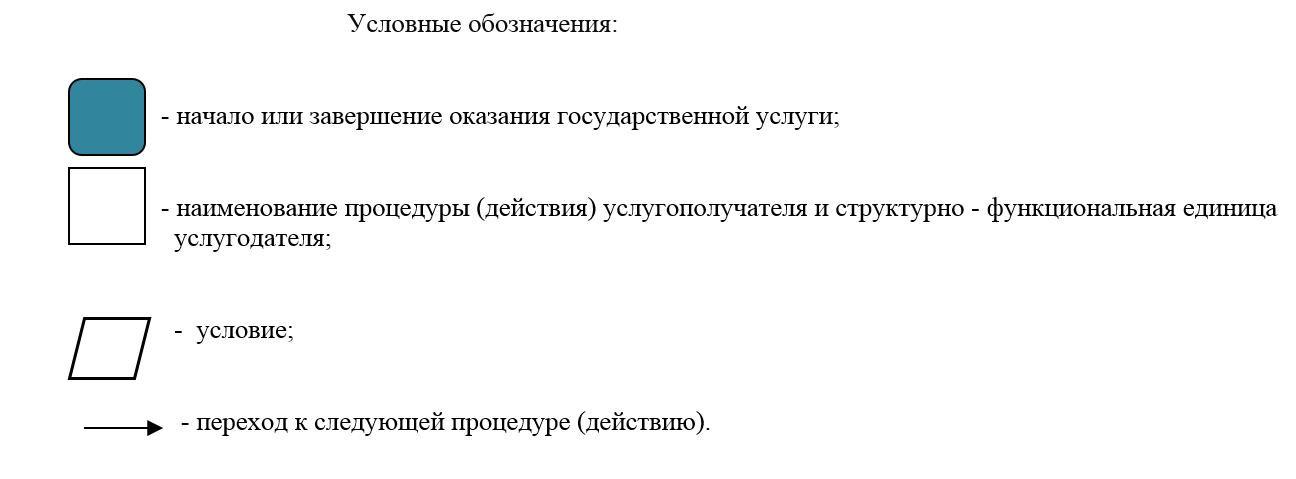 Условные обозначения:
- начало или завершение оказания государственной услуги;
- наименование процедуры (действия) услугополучателя и структурно - функциональная единица
услугодателя;
- условие;
- переход к следующей процедуре (действию).